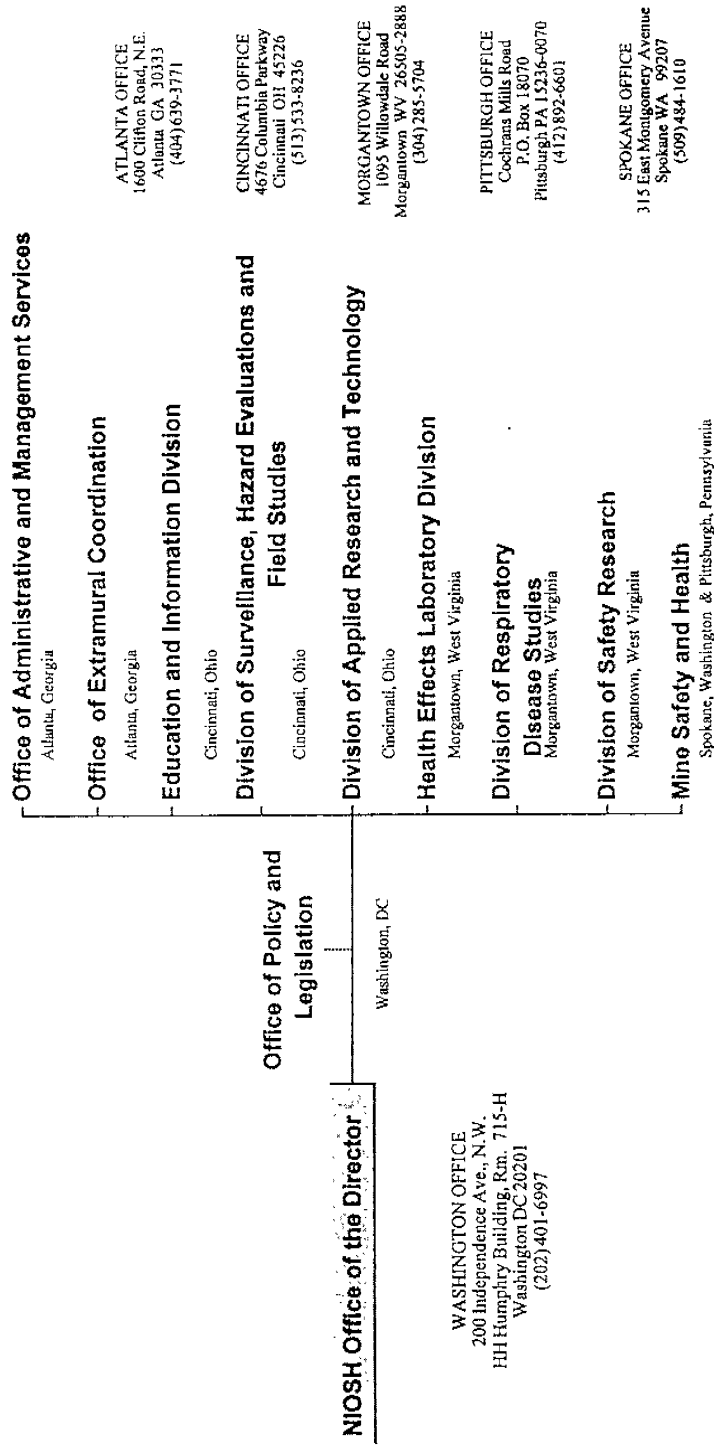 NIOSH Office of the Director
Office of Policy and
Legislation
Washington, DC
WASHINGTON OFFICE
200 Independence Ave., N.W.
HH Humphry Building, Rm. 715-H
Washington DC 20201
(202)401-6997
Office of Administrative and Management Services
Atlanta, Georgia
Office of Extramural Coordination
Atlanta, Georgia
Education and Information Division
Cincinnati, Ohio
Division of Surveillance, Hazard Evaluations and
Field Studies
Cincinnati, Ohio
Division of Applied Research and Technology
Cincinnati, Ohio
Health Effects Laboratory Division
Morgantown, West Virginia
Division of Respiratory
Disease Studies
Morgantown, West Virginia
Division of Safety Research
Morgantown, West Virginia
Mine Safety and Health
Spokane, Washington & Pittsburgh, Pennsylvania
ATLANTA OFFICE
1600 Clifton Road, N.E.
Atlanta GA 30333
(404)639-3771
CINCINNATI OFFICE
4676 Columbia Parkway
Cincinnati OH 45226
(513)533-8236
MORGANTOWN OFFICE
1095 Willowdale Road
Morgantown WV 26505-2888
(304)285-5704
PITTSBURGH OFFICE
Cochrans Mills Road
P.O. Box 18070
Pittsburgh PA 15236-0070
(412)892-6601
SPOKANE OFFICE
315 East Montgomery Avenue
Spokane WA 99207
(509)484-1610